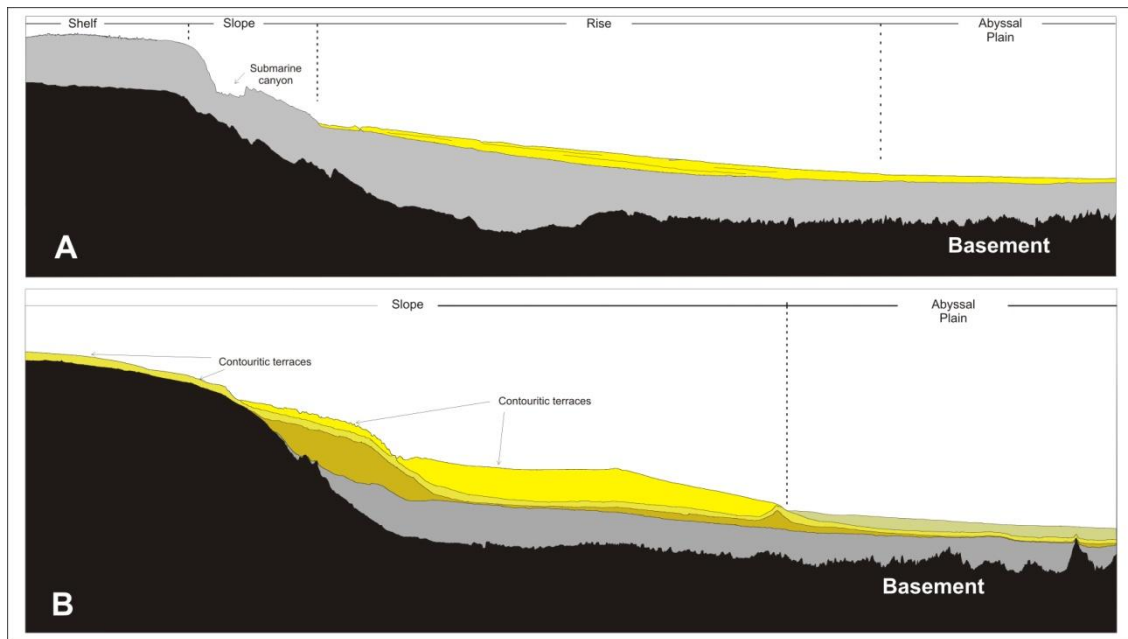 Shelf
Slope
Rise
Abyssal
Plain
Submarine
canyon
A
Basement
Slope
Abyssal
Plain
Contouritic terraces
Contouritic terraces
B
Basement